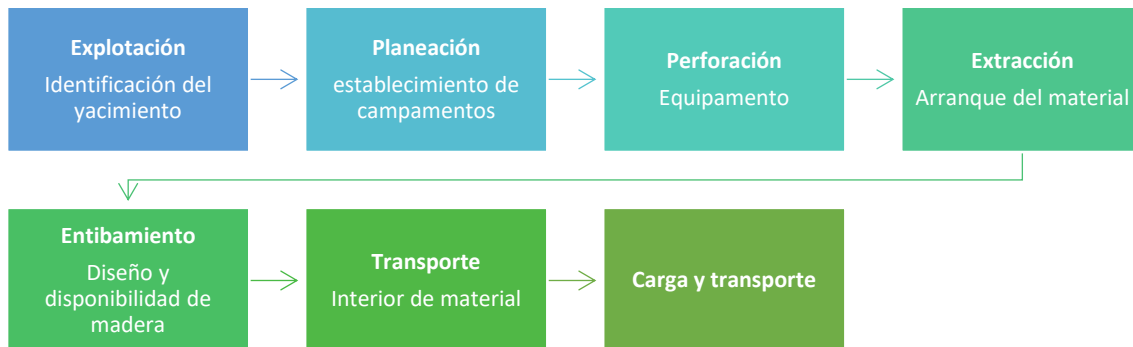 Explotación
Identificación del
yacimiento
Planeación
establecimiento de
campamentos
Perforación
Equipamento
Extracción
Arranque del material
Entibamiento
Diseño y
disponibilidad de
madera
Transporte
Interior de material
Carga y transporte